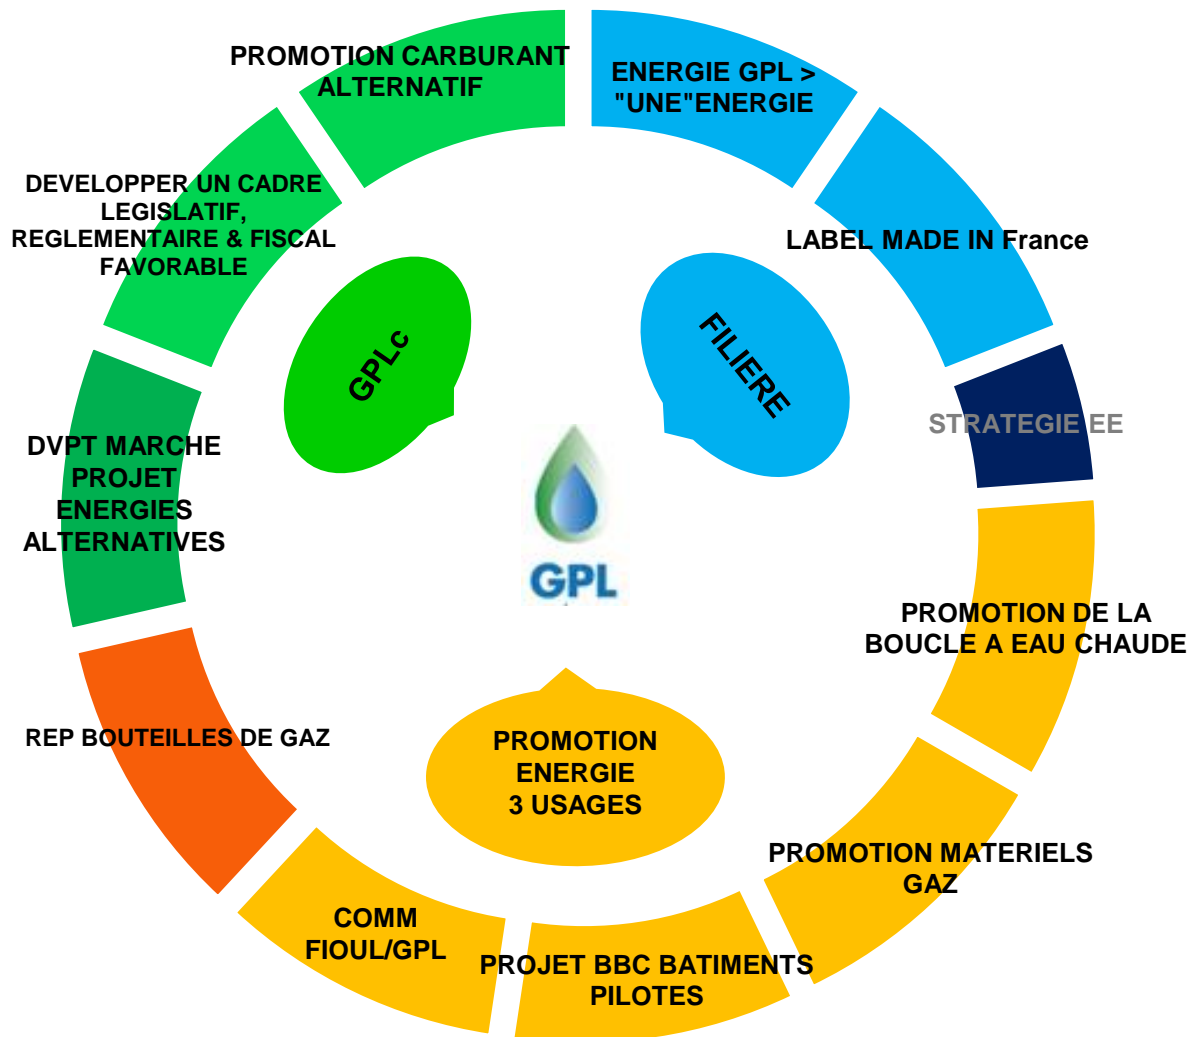 PROMOTION CARBURANT
ALTERNATIF
ENERGIE GPL >
"UNE"ENERGIE
DEVELOPPER UN CADRE
LEGISLATIF,
REGLEMENTAIRE & FISCAL
FAVORABLE
LABEL MADE IN France
GPLc
FILIERE
STRATEGIE EE
DVPT MARCHE
PROJET
ENERGIES
ALTERNATIVES
GPL
PROMOTION DE LA
BOUCLE A EAU CHAUDE
REP BOUTEILLES DE GAZ
PROMOTION
ENERGIE
3 USAGES
PROMOTION MATERIELS
GAZ
COMM
FIOUL/GPL
PROJET BBC BATIMENTS
PILOTES